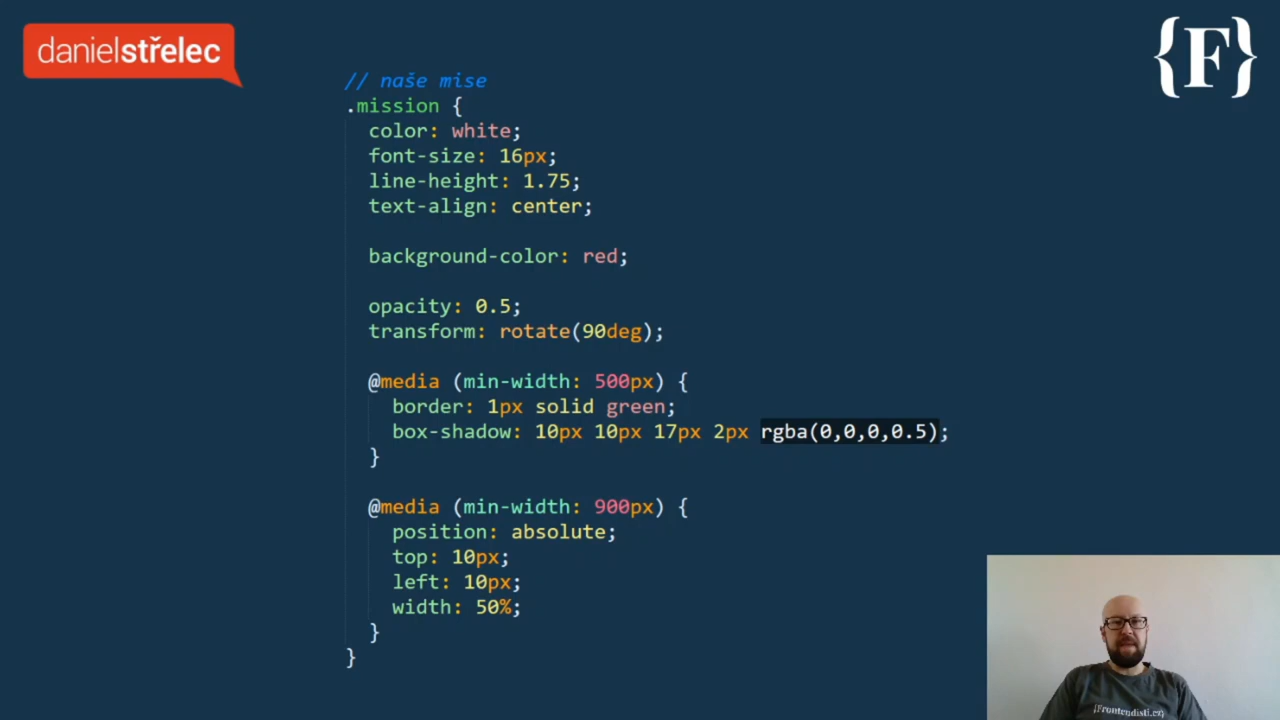 danielstřelec
{F}
// naše mise
.mission {
color: white;
font-size: 16px;
line-height: 1.75;
text-align: center;
background-color: red;
opacity: 0.5;
transform: rotate(90deg);
@media (min-width: 500px) {
border: 1px solid green;
box-shadow: 10px 10px 17px 2px rgba(0,0,0,0.5);
}
@media (min-width: 900px) {
position: absolute;
top: 10px;
left: 10px;
width: 50%;
}
}
{Frontendisti.cz}